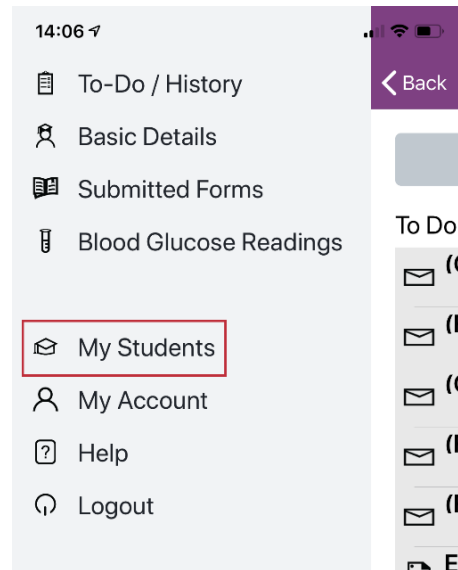 14:06
To-Do / History
Back
Basic Details
Submitted Forms
To Do
Blood Glucose Readings
My Students
My Account
? Help
Logout